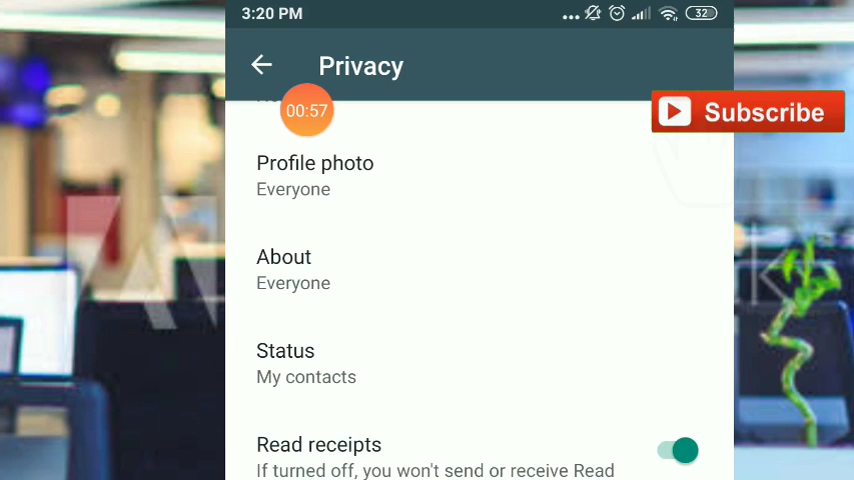 3:20 PM
32
Privacy
00:57
Subscribe
Profile photo
Everyone
About
Everyone
Status
My contacts
Read receipts
If turned off, you won't send or receive Read